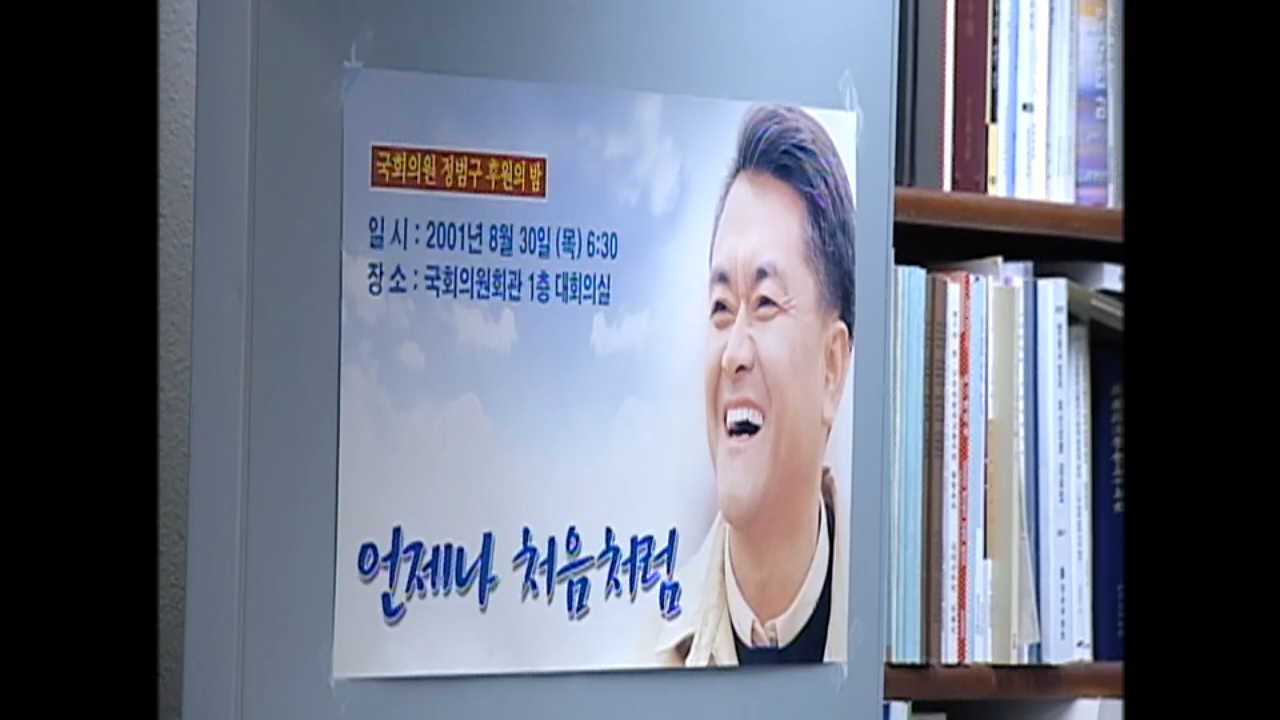 국회의원 정범구 후원의 밤
일 시 : 2001년 8월 30일 (목) 6:30
장 소 : 국회의원회관 1층 대회의실
언제나 처음처럼